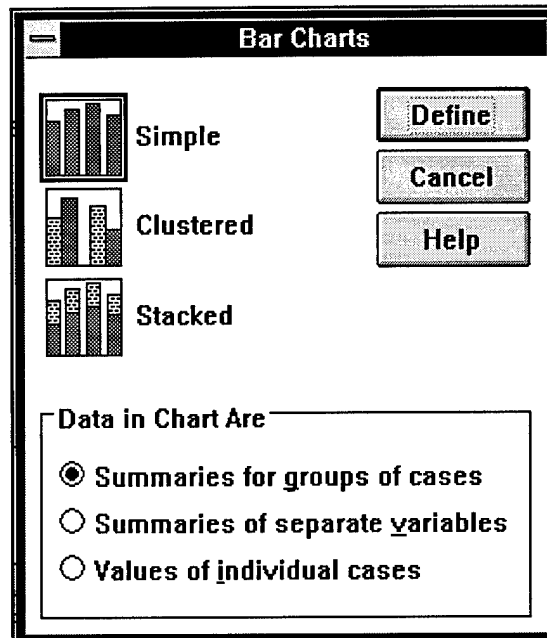 Bar Charts
Simple
Clustered
Stacked
Define
Cancel
Help
Data in Chart Are
Summaries for groups of cases
Summaries of separate variables
Values of individual cases